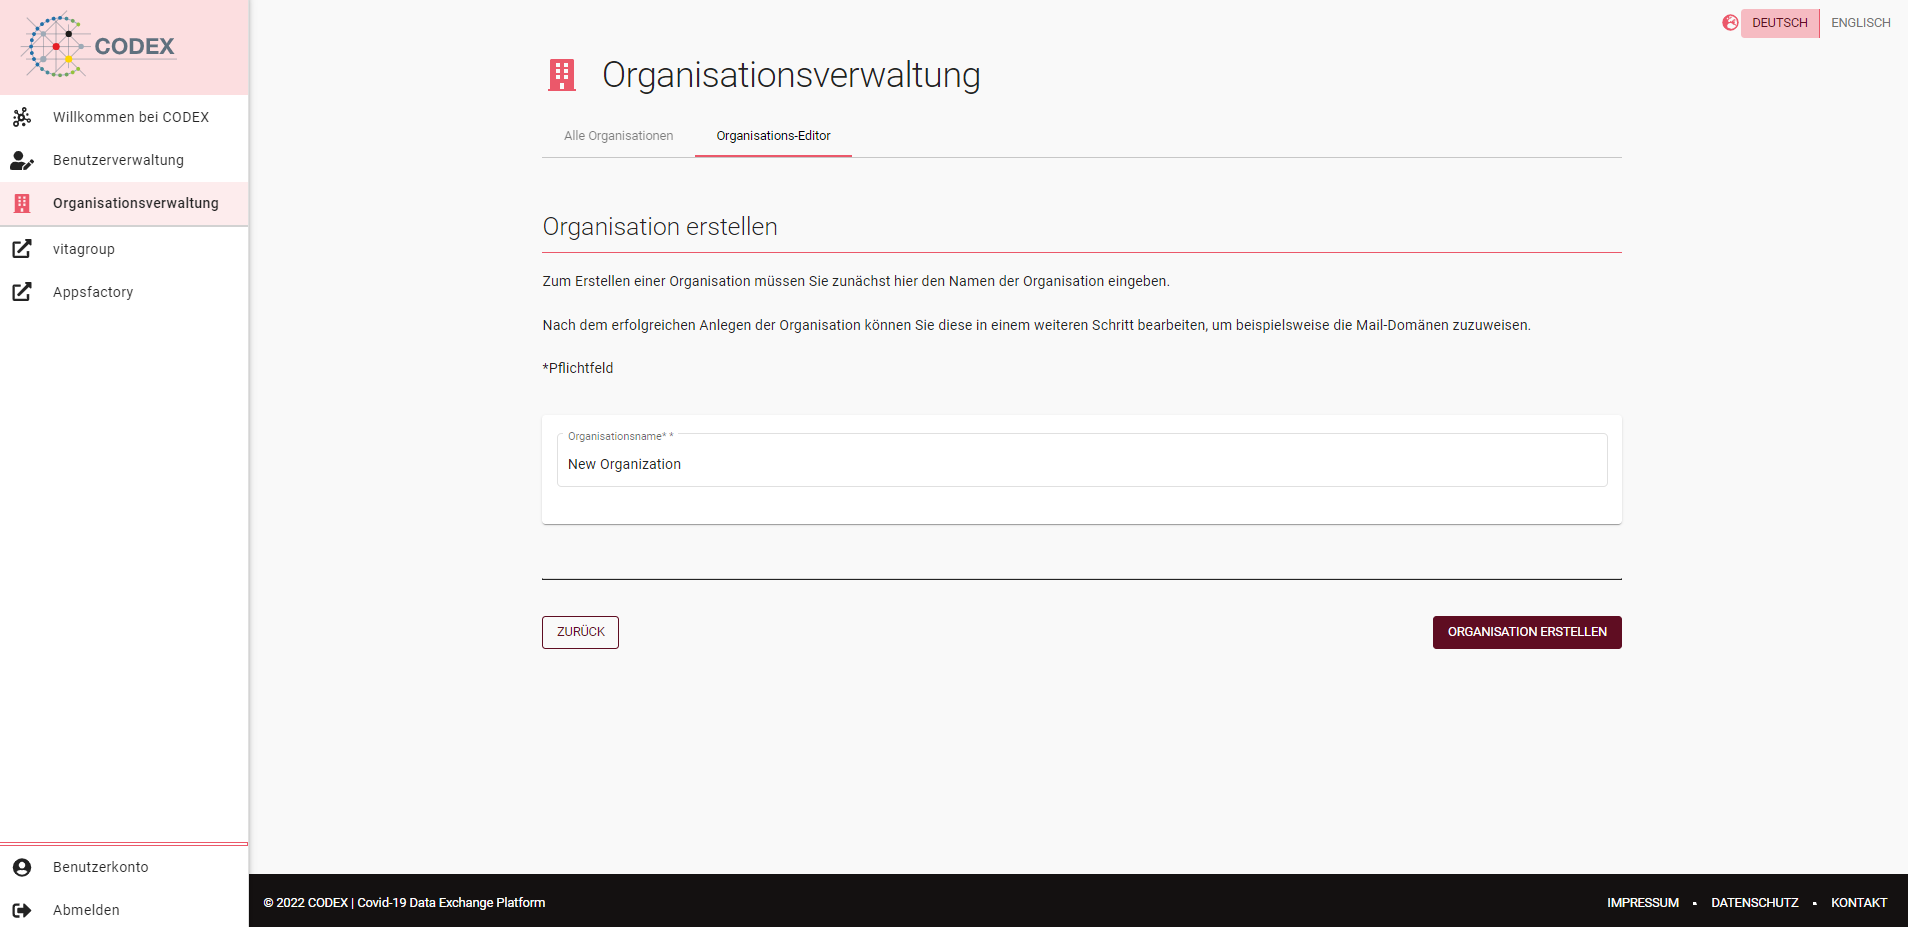 CODEX
DEUTSCH
ENGLISCH
Willkommen bei CODEX
Benutzerverwaltung
Organisationsverwaltung
vitagroup
Appsfactory
Organisationsverwaltung
Alle Organisationen
Organisations-Editor
Organisation erstellen
Zum Erstellen einer Organisation müssen Sie zunächst hier den Namen der Organisation eingeben.
Nach dem erfolgreichen Anlegen der Organisation können Sie diese in einem weiteren Schritt bearbeiten, um beispielsweise die Mail-Domänen zuzuweisen.
*Pflichtfeld
Organisationsname* *
New Organization
ZURÜCK
ORGANISATION ERSTELLEN
Benutzerkonto
Abmelden
© 2022 CODEX | Covid-19 Data Exchange Platform
IMPRESSUM • DATENSCHUTZ • KONTAKT